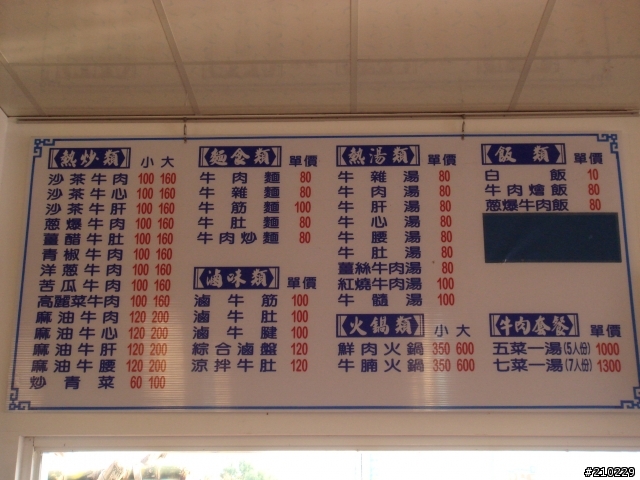 熱炒類 小 大
沙茶牛肉 100 160
沙茶牛心 100 160
沙茶牛肝 100 160
蔥爆牛肉 100 160
薑醋牛肚 100 160
青椒牛肉 100 160
洋蔥牛肉 100 160
苦瓜牛肉 100 160
高麗菜牛肉 100 160
麻油牛肉 120 200
麻油牛心 120 200
麻油牛肝 120 200
麻油牛腰 120 200
炒青菜 60 100
麵食類 單價
牛肉麵 80
牛雜麵 80
牛筋麵 100
牛肚麵 80
牛肉炒麵 80
滷味類 單價
滷牛筋 100
滷牛肚 100
滷牛腱 100
綜合滷盤 120
涼拌牛肚 120
熱湯類 單價
牛雜湯 80
牛肉湯 80
牛肝湯 80
牛心湯 80
牛腰湯 80
牛肚湯 80
薑絲牛肉湯 80
紅燒牛肉湯 100
牛髓湯 100
火鍋類 小 大
鮮肉火鍋 350 600
牛腩火鍋 350 600
飯類 單價
白飯 10
牛肉燴飯 80
蔥爆牛肉飯 80
牛肉套餐 單價
五菜一湯(5人份) 1000
七菜一湯(7人份) 1300
#210229